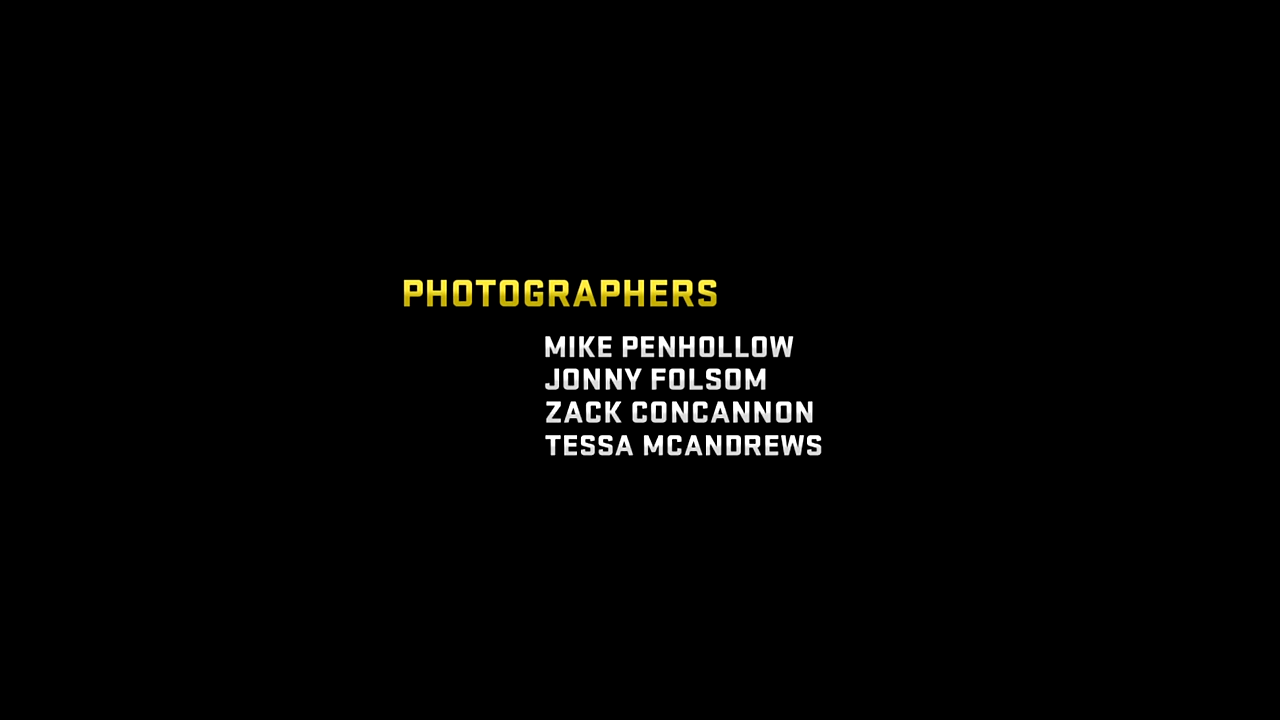 PHOTOGRAPHERS
MIKE PENHOLLOW
JONNY FOLSOM
ZACK CONCANNON
TESSA MCANDREWS